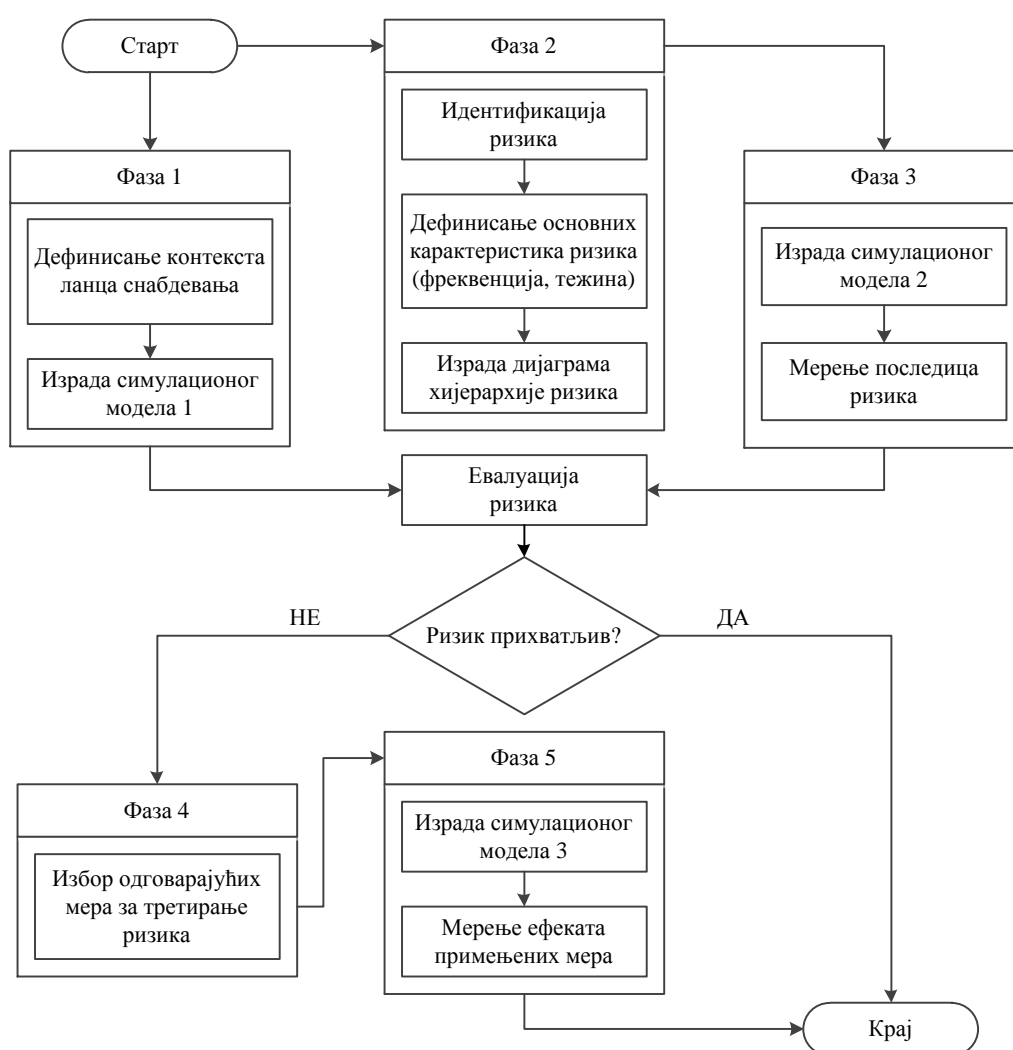 Старт
Фаза 2
Идентификација
ризика
Дефинисање основних
карактеристика ризика
(фреквенција, тежина)
Израда дијаграма
хијерархије ризика
Фаза 1
Дефинисање контекста
ланца снабдевања
Израда симулационог
модела 1
Фаза 3
Израда симулационог
модела 2
Мерење последица
ризика
Евалуација
ризика
НЕ
Ризик прихватљив?
ДА
Фаза 4
Избор одговарајућих
мера за третирање
ризика
Фаза 5
Израда симулационог
модела 3
Мерење ефеката
примењених мера
Крај